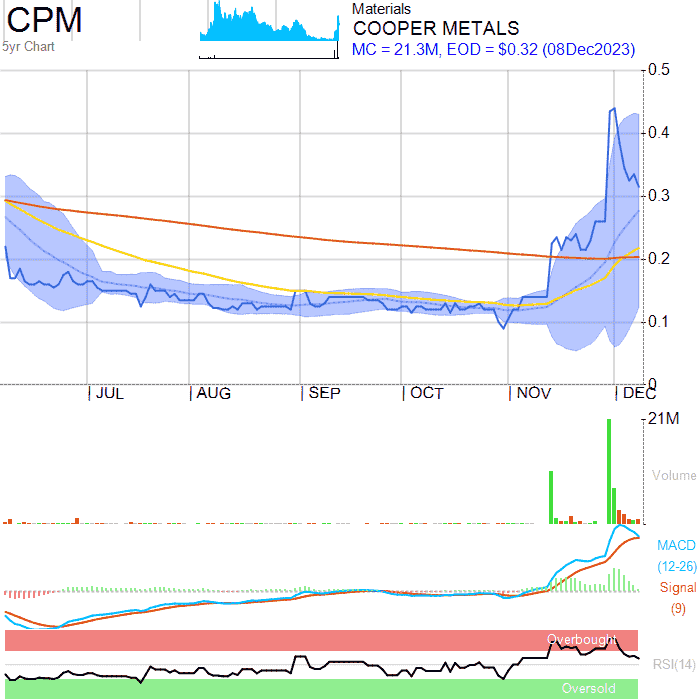 CPM
5yr Chart
Materials
COOPER METALS
MC = 21.3M, EOD = $0.32 (08Dec2023)
0.5
0.4
0.3
0.2
0.1
0
JUL AUG SEP OCT NOV DEC
21M
Volume
MACD
(12-26)
Signal
(9)
Overbought
RSI(14)
Oversold